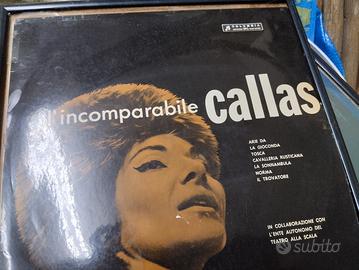 COLUMBIA
l'incomparabile callas
ARIE DA
LA GIOCONDA
TOSCA
CAVALLERIA RUSTICANA
LA SONNAMBULA
NORMA
IL TROVATORE
IN COLLABORAZIONE CON
L'ENTE AUTONOMO DEL
TEATRO ALLA SCALA
subito